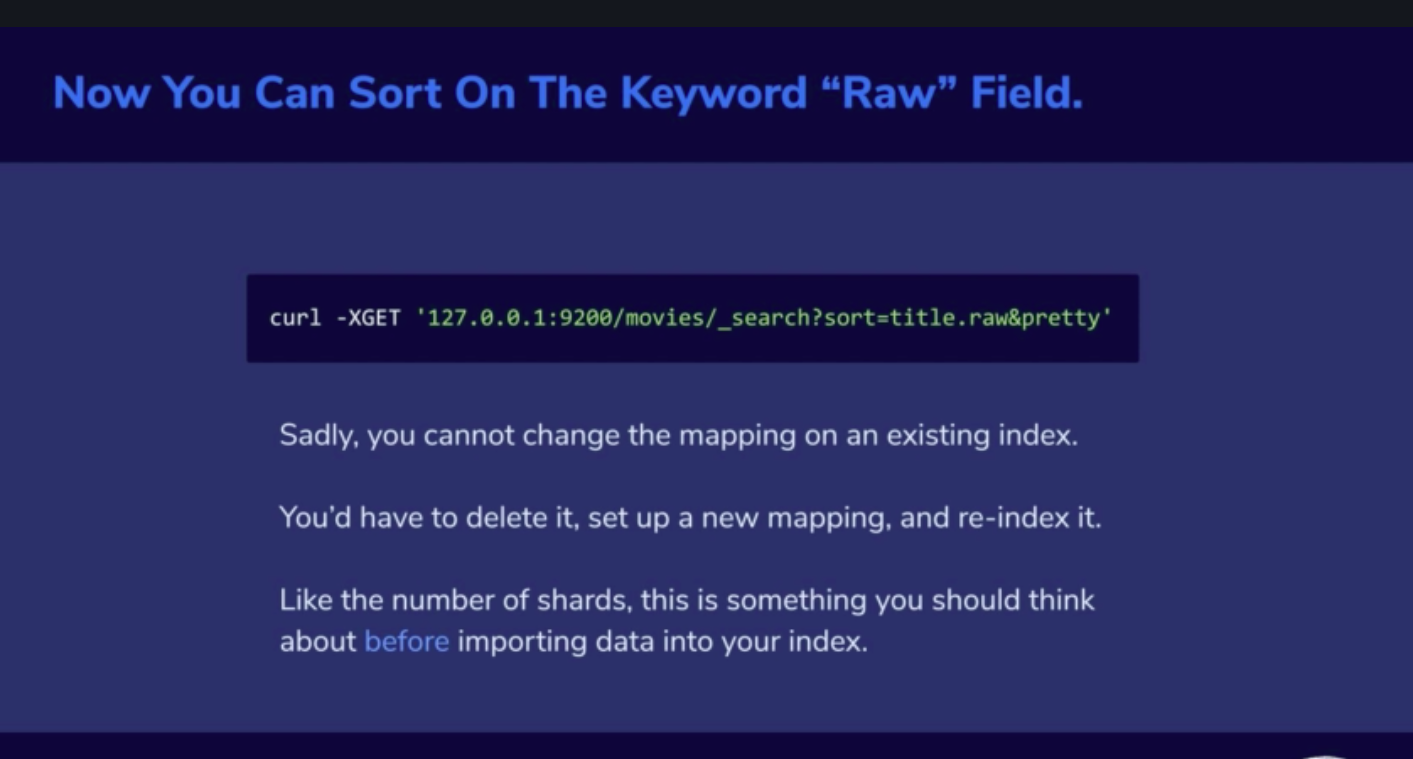 Now You Can Sort On The Keyword “Raw” Field.
curl -XGET '127.0.0.1:9200/movies/_search?sort=title.raw&pretty'
Sadly, you cannot change the mapping on an existing index.
You’d have to delete it, set up a new mapping, and re-index it.
Like the number of shards, this is something you should think
about before importing data into your index.